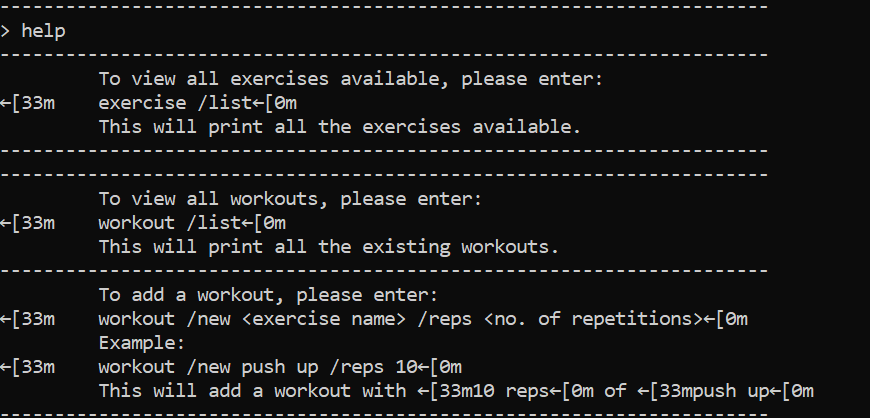 ----------------------------------------------------------------------
> help
----------------------------------------------------------------------
         To view all exercises available, please enter:
←[33m    exercise /list←[0m
         This will print all the exercises available.
----------------------------------------------------------------------
----------------------------------------------------------------------
         To view all workouts, please enter:
←[33m    workout /list←[0m
         This will print all the existing workouts.
----------------------------------------------------------------------
         To add a workout, please enter:
←[33m    workout /new <exercise name> /reps <no. of repetitions>←[0m
         Example:
←[33m    workout /new push up /reps 10←[0m
         This will add a workout with ←[33m10 reps←[0m of ←[33mpush up←[0m
----------------------------------------------------------------------